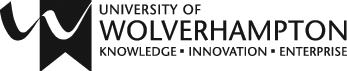 UNIVERSITY OF
WOLVERHAMPTON
KNOWLEDGE ▪ INNOVATION ▪ ENTERPRISE